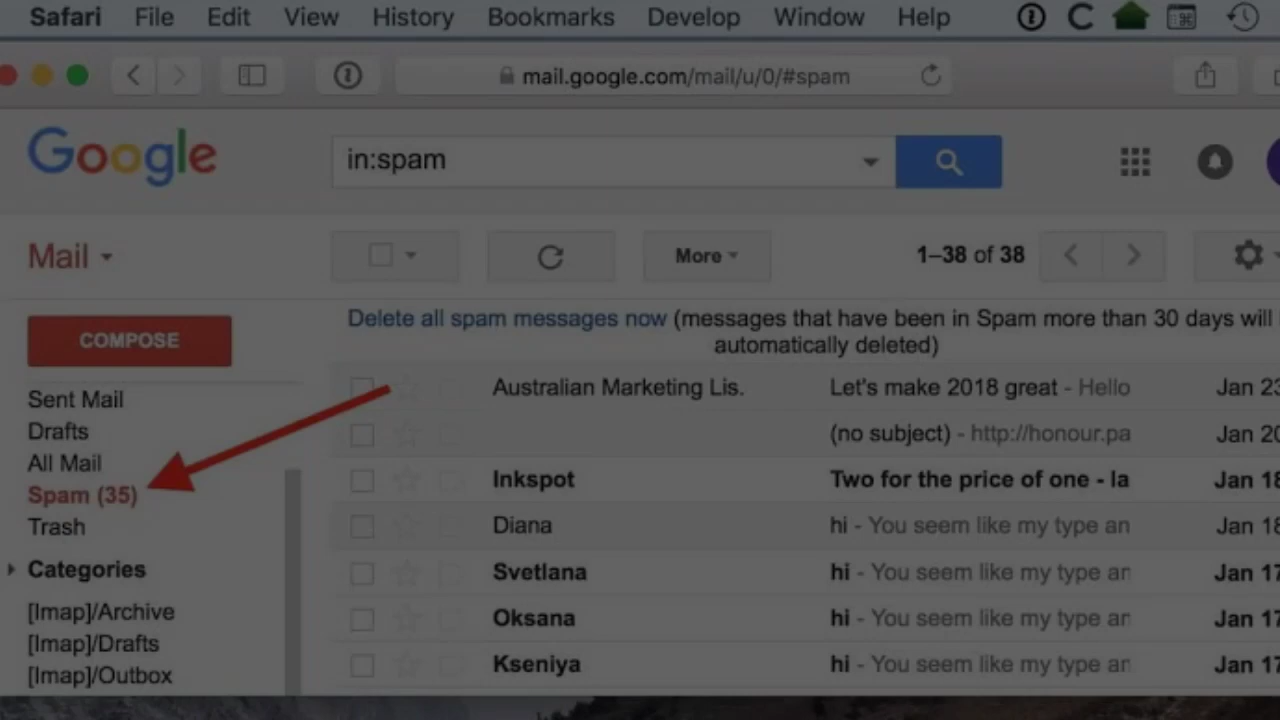 Safari File Edit View History Bookmarks Develop Window Help
mail.google.com/mail/u/0/#spam
Google in:spam
Mail More 1–38 of 38
Delete all spam messages now (messages that have been in Spam more than 30 days will
automatically deleted)
COMPOSE
Sent Mail
Drafts
All Mail
Spam (35)
Trash
Categories
[Imap]/Archive
[Imap]/Drafts
[Imap]/Outbox
Australian Marketing Lis. Let's make 2018 great - Hello Jan 23
(no subject) - http://honour.pa Jan 20
Inkspot Two for the price of one - la Jan 18
Diana hi - You seem like my type an Jan 18
Svetlana hi - You seem like my type an Jan 17
Oksana hi - You seem like my type an Jan 17
Kseniya hi - You seem like my type an Jan 17